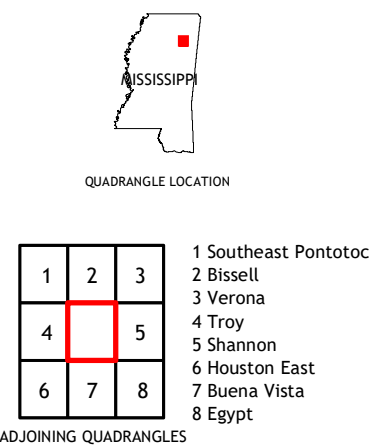 MISSISSIPPI
QUADRANGLE LOCATION
1 2 3
4 5
6 7 8
1 Southeast Pontotoc
2 Bissell
3 Verona
4 Troy
5 Shannon
6 Houston East
7 Buena Vista
8 Egypt
ADJOINING QUADRANGLES